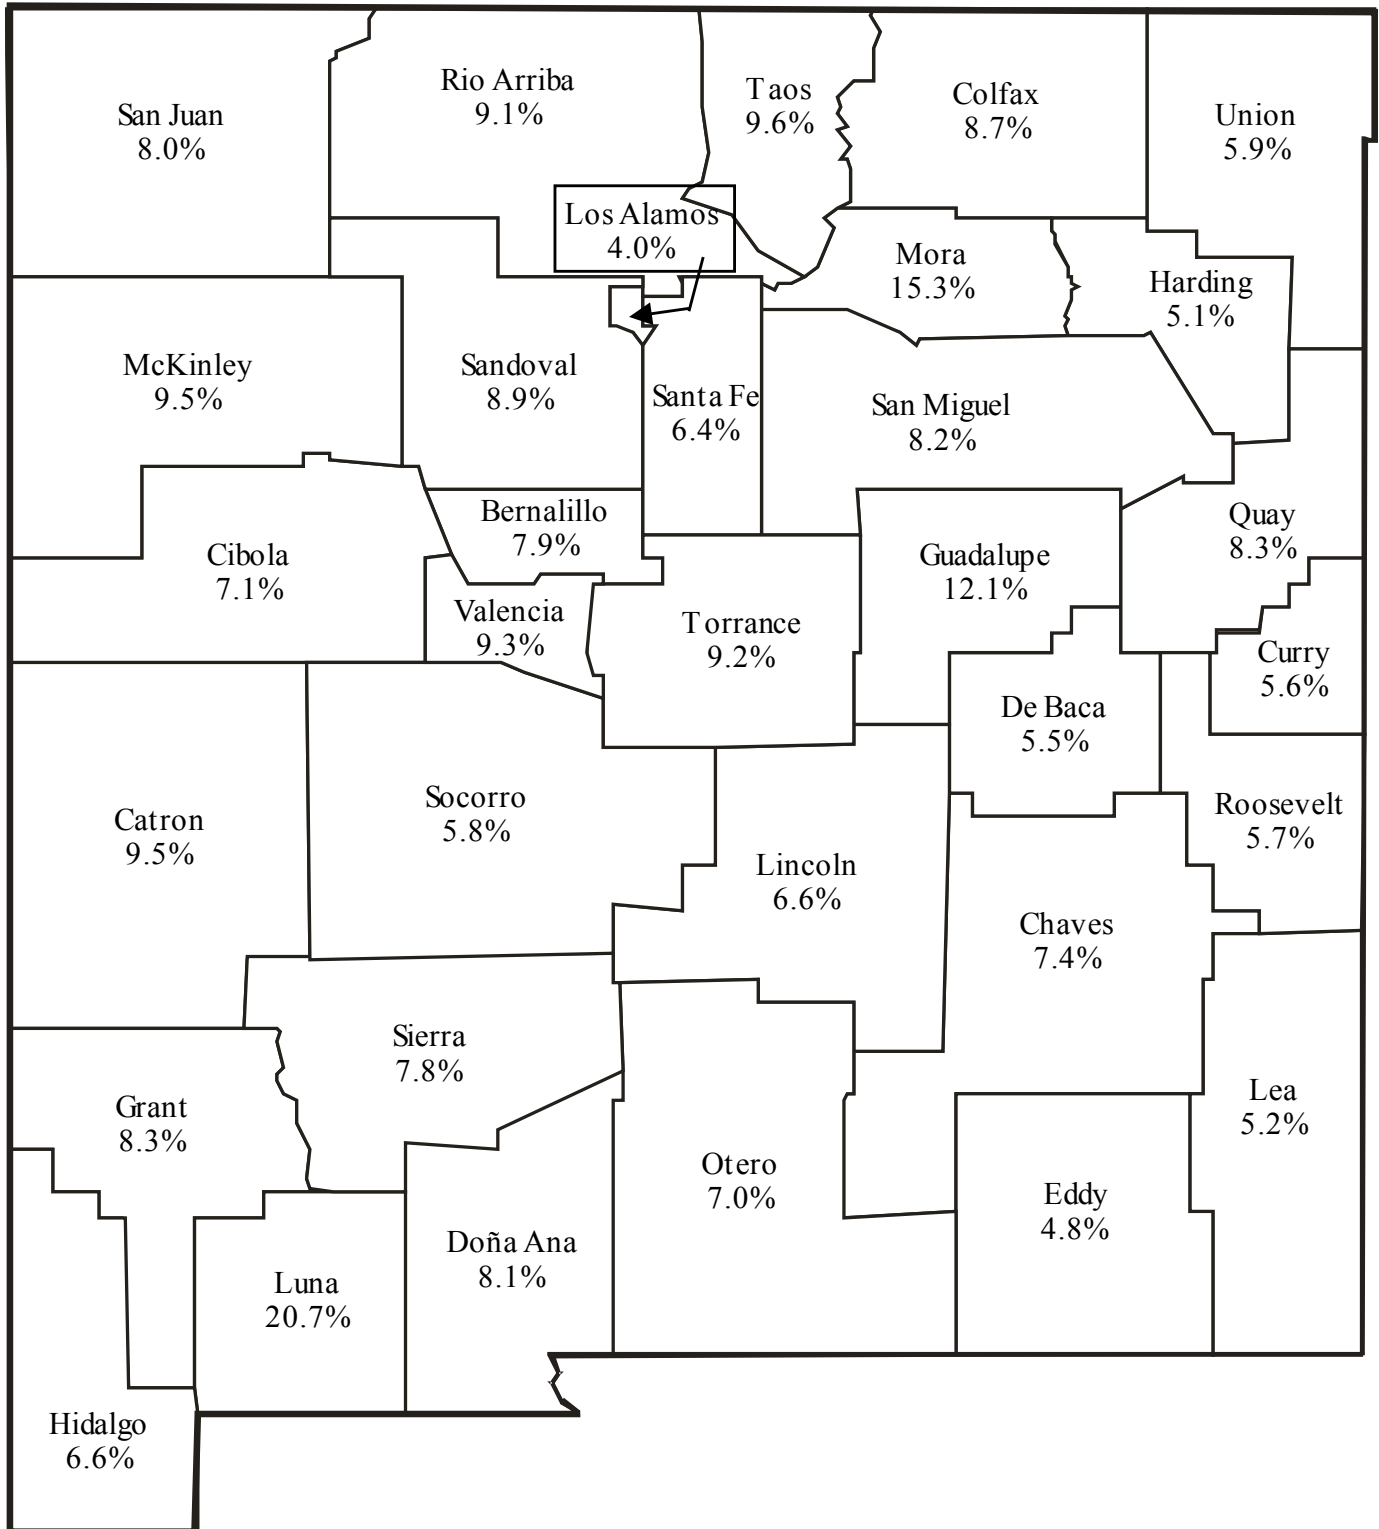 San Juan
8.0%
Rio Arriba
9.1%
Taos
9.6%
Colfax
8.7%
Union
5.9%
Los Alamos
4.0%
Mora
15.3%
Harding
5.1%
McKinley
9.5%
Sandoval
8.9%
Santa Fe
6.4%
San Miguel
8.2%
Bernalillo
7.9%
Quay
8.3%
Cibola
7.1%
Guadalupe
12.1%
Valencia
9.3%
Torrance
9.2%
Curry
5.6%
De Baca
5.5%
Catron
9.5%
Socorro
5.8%
Roosevelt
5.7%
Lincoln
6.6%
Chaves
7.4%
Sierra
7.8%
Grant
8.3%
Lea
5.2%
Otero
7.0%
Eddy
4.8%
Doña Ana
8.1%
Luna
20.7%
Hidalgo
6.6%